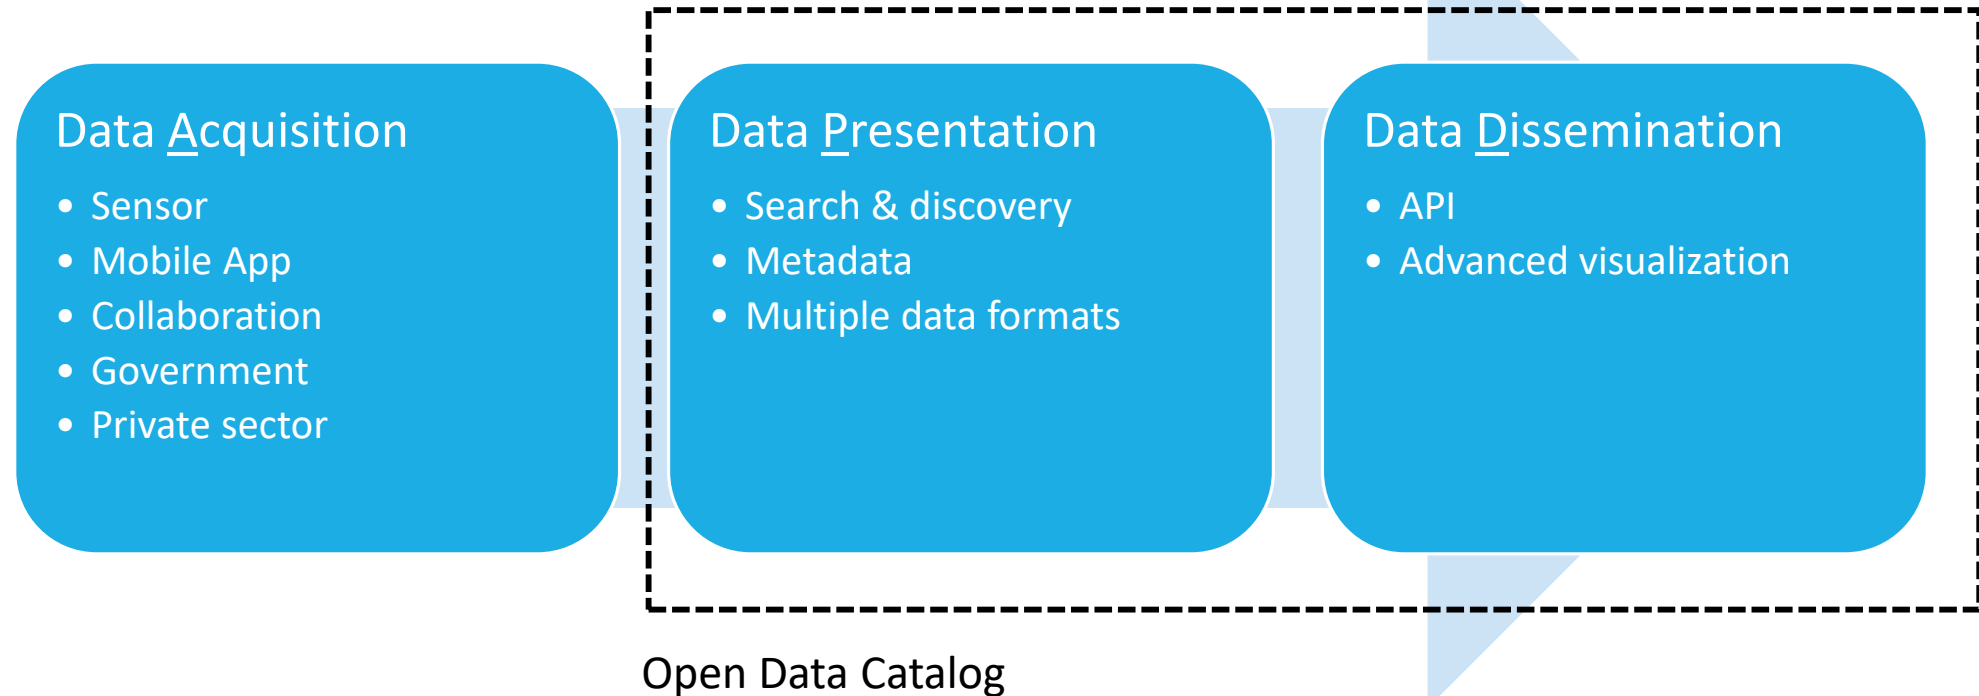 Data Acquisition
• Sensor
• Mobile App
• Collaboration
• Government
• Private sector
Data Presentation
• Search & discovery
• Metadata
• Multiple data formats
Data Dissemination
• API
• Advanced visualization
Open Data Catalog